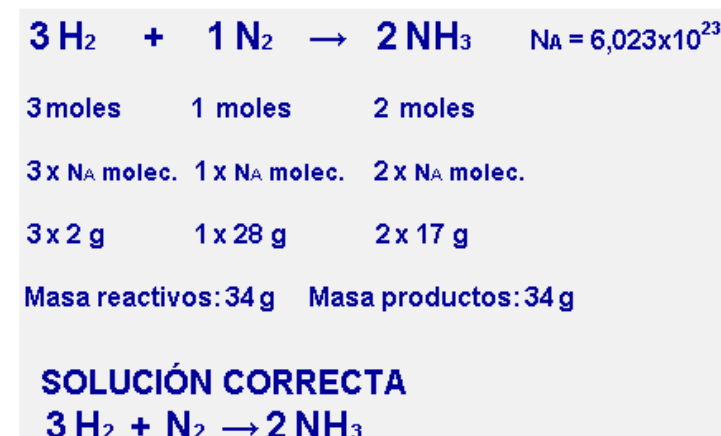 3 H₂ + 1 N₂ → 2 NH₃ NA = 6,023x10²³
3 moles 1 moles 2 moles
3 x NA molec. 1 x NA molec. 2 x NA molec.
3 x 2 g 1 x 28 g 2 x 17 g
Masa reactivos: 34 g Masa productos: 34 g
SOLUCIÓN CORRECTA
3 H₂ + N₂ → 2 NH₃